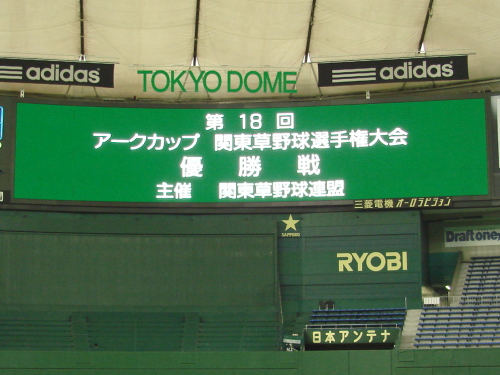 adidas
TOKYO DOME
adidas
第 18 回
アークカップ 関東草野球選手権大会
優 勝 戦
主催 関東草野球連盟
三菱電機 オーロラビジョン
SAPPORO
RYOBI
Draftone
日本アンテナ